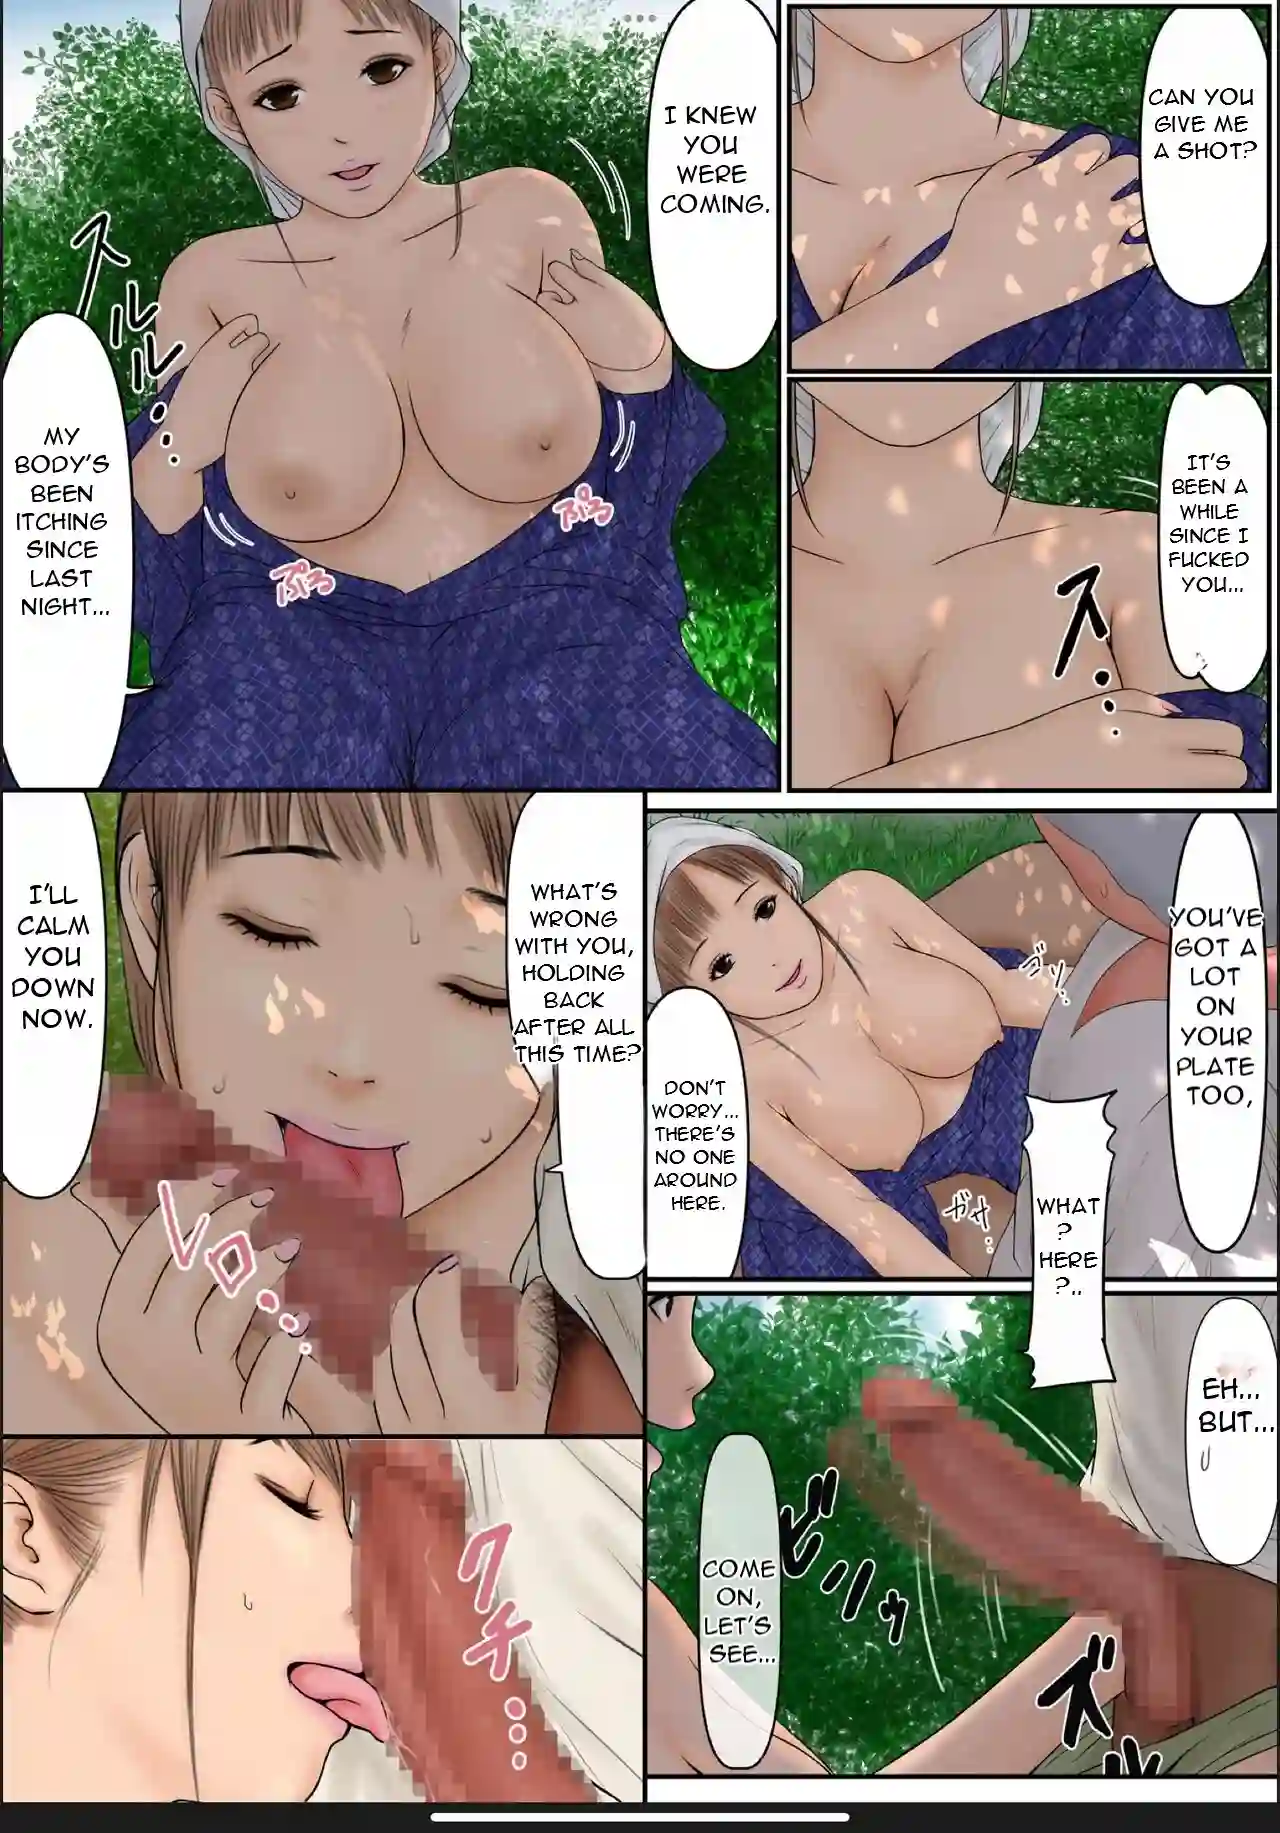 CAN YOU
GIVE ME
A SHOT?
IT'S
BEEN A
WHILE
SINCE I
FUCKED
YOU...
ス
I KNEW
YOU
WERE
COMING.
スルル
ぷる
ぷる
MY
BODY'S
BEEN
ITCHING
SINCE
LAST
NIGHT...
YOU'VE
GOT A
LOT
ON
YOUR
PLATE
TOO,
ゴソ
ガサ
DON'T
WORRY...
THERE'S
NO ONE
AROUND
HERE.
WHAT
?
HERE
?..
EH...
BUT...
COME
ON,
LET'S
SEE...
ビンッ
ズル
WHAT'S
WRONG
WITH YOU,
HOLDING
BACK
AFTER ALL
THIS TIME?
I'LL
CALM
YOU
DOWN
NOW.
レロ...
クチ...